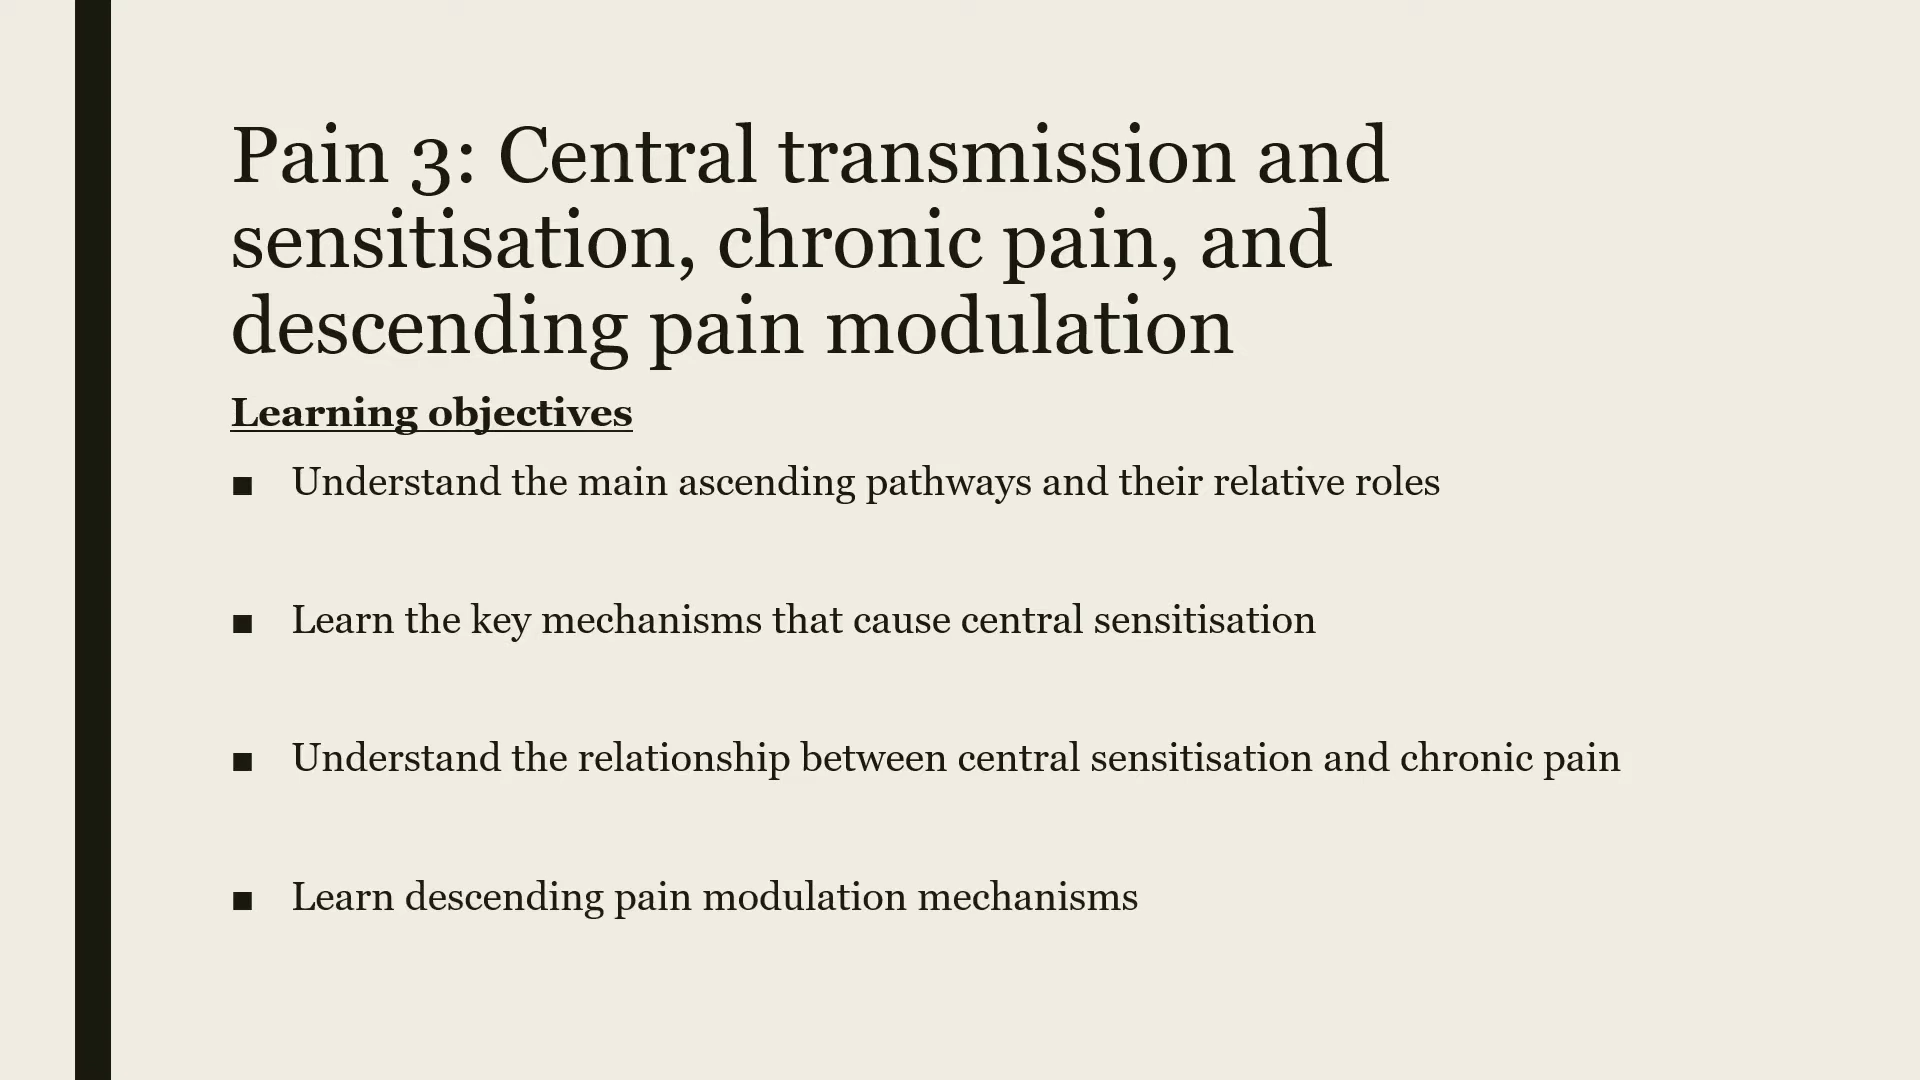 Pain 3: Central transmission and
sensitisation, chronic pain, and
descending pain modulation
Learning objectives
■ Understand the main ascending pathways and their relative roles
■ Learn the key mechanisms that cause central sensitisation
■ Understand the relationship between central sensitisation and chronic pain
■ Learn descending pain modulation mechanisms